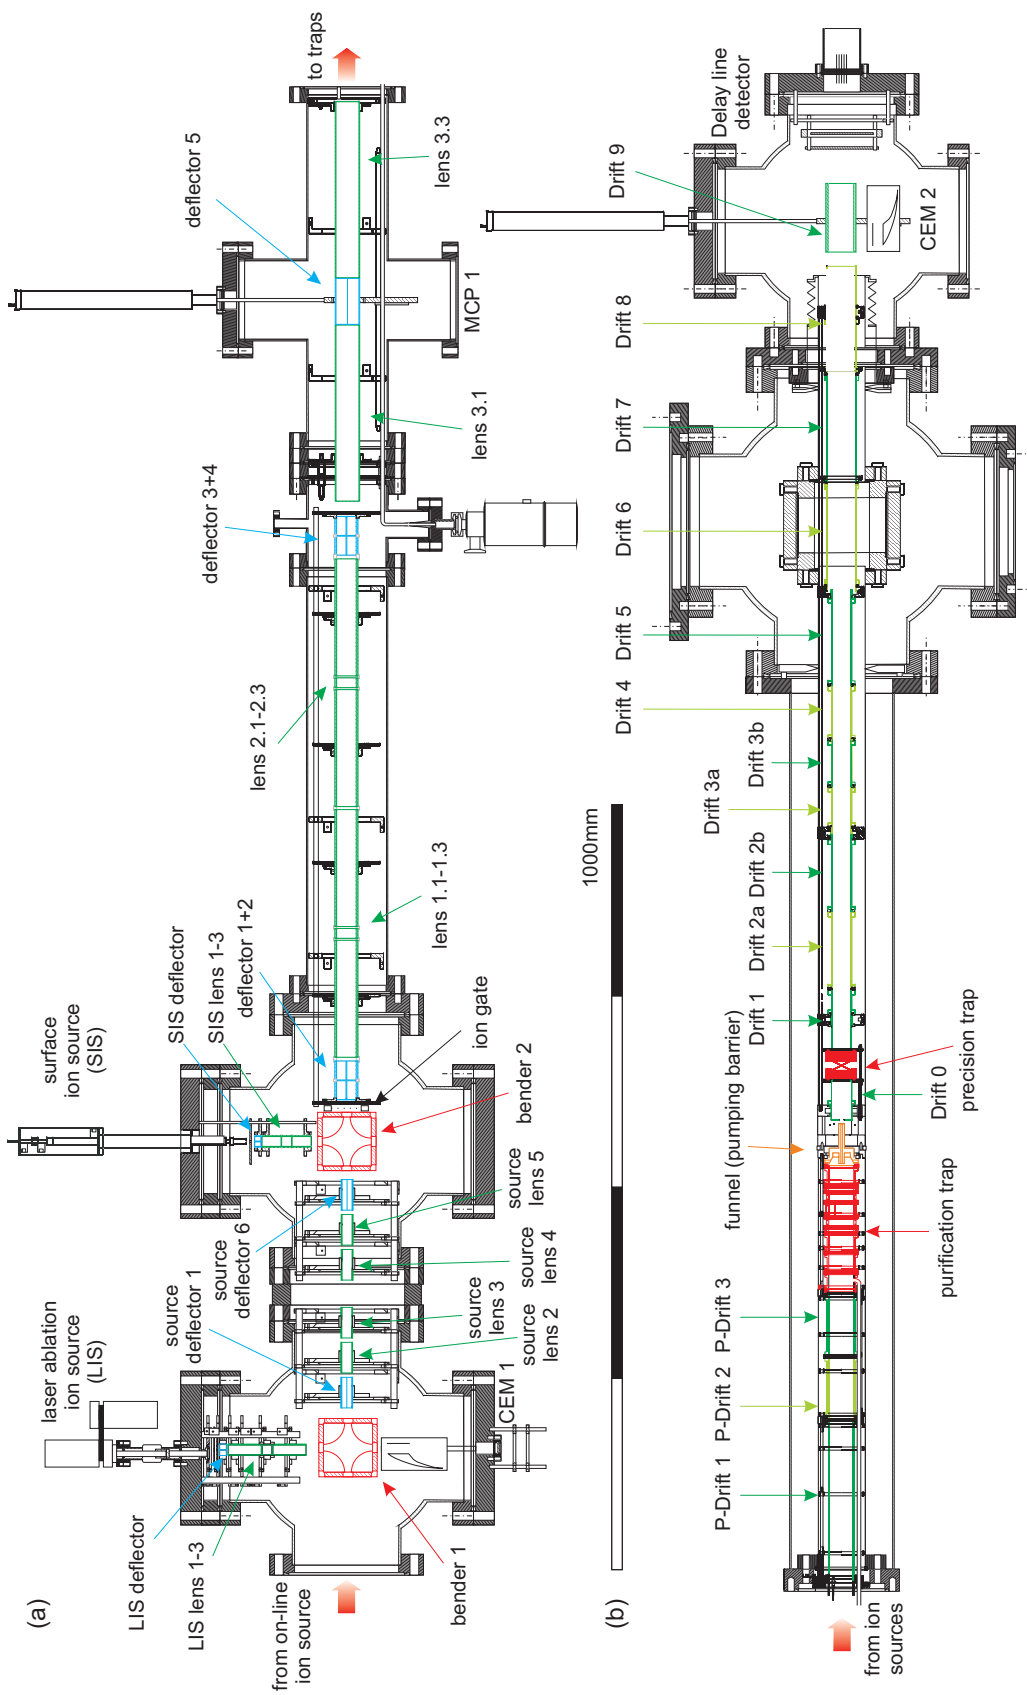 (a)
from on-line
ion source
LIS deflector
LIS lens 1-3
laser ablation
ion source
(LIS)
bender 1
CEM 1
source
deflector 1
source
lens 2
source
lens 3
source
deflector 6
source
lens 4
source
lens 5
surface
ion source
(SIS)
SIS deflector
SIS lens 1-3
deflector 1+2
bender 2
ion gate
lens 1.1-1.3
lens 2.1-2.3
deflector 3+4
lens 3.1
MCP 1
deflector 5
lens 3.3
to traps
(b)
1000mm
from ion
sources
P-Drift 1
P-Drift 2
P-Drift 3
purification trap
funnel (pumping barrier)
Drift 0
precision trap
Drift 1
Drift 2a
Drift 2b
Drift 3a
Drift 3b
Drift 4
Drift 5
Drift 6
Drift 7
Drift 8
Drift 9
CEM 2
Delay line
detector